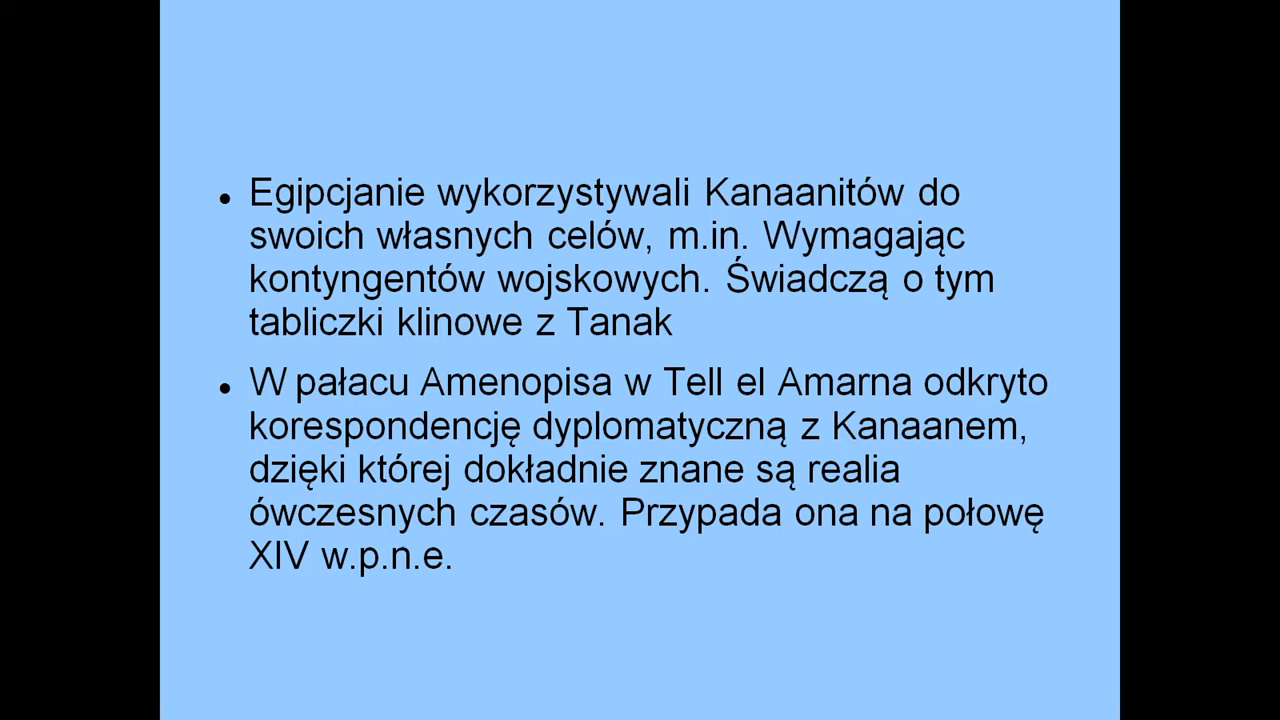 • Egipcjanie wykorzystywali Kanaanitów do
swoich własnych celów, m.in. Wymagając
kontyngentów wojskowych. Świadczą o tym
tabliczki klinowe z Tanak
• W pałacu Amenopisa w Tell el Amarna odkryto
korespondencję dyplomatyczną z Kanaanem,
dzięki której dokładnie znane są realia
ówczesnych czasów. Przypada ona na połowę
XIV w.p.n.e.